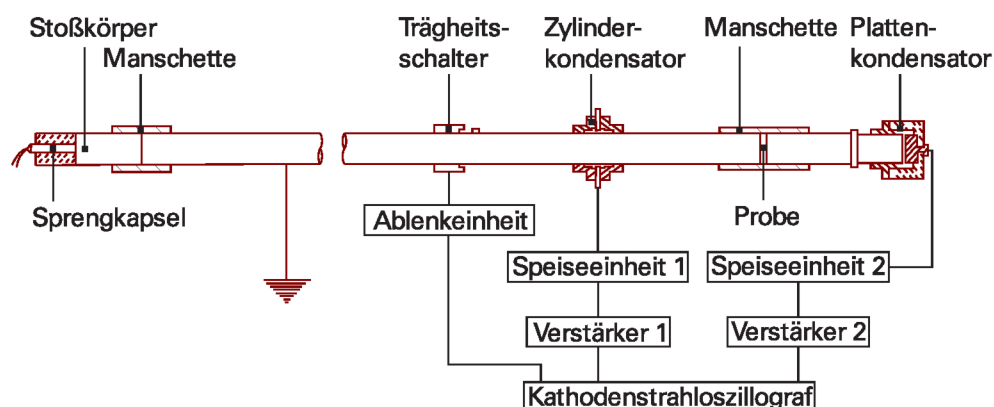 Stoßkörper
Manschette
Trägheits-
schalter
Zylinder-
kondensator
Manschette
Platten-
kondensator
Sprengkapsel
Ablenkeinheit
Probe
Speiseeinheit 1
Speiseeinheit 2
Verstärker 1
Verstärker 2
Kathodenstrahloszillograf